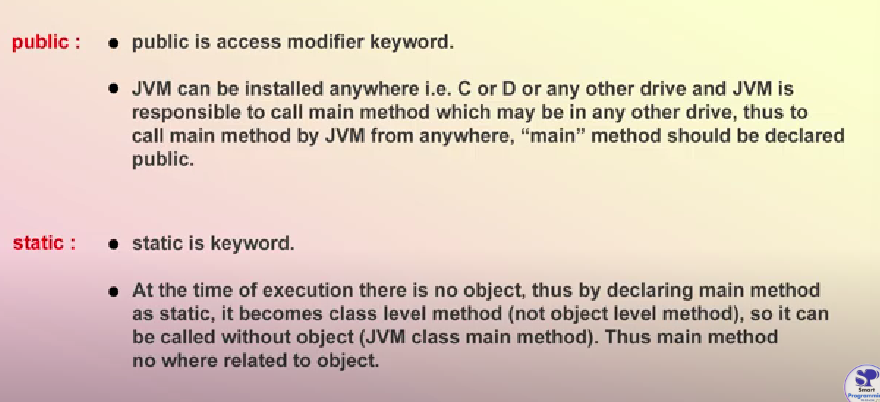 public : ● public is access modifier keyword.
● JVM can be installed anywhere i.e. C or D or any other drive and JVM is
responsible to call main method which may be in any other drive, thus to
call main method by JVM from anywhere, “main” method should be declared
public.
static : ● static is keyword.
● At the time of execution there is no object, thus by declaring main method
as static, it becomes class level method (not object level method), so it can
be called without object (JVM class main method). Thus main method
no where related to object.
SP
Smart